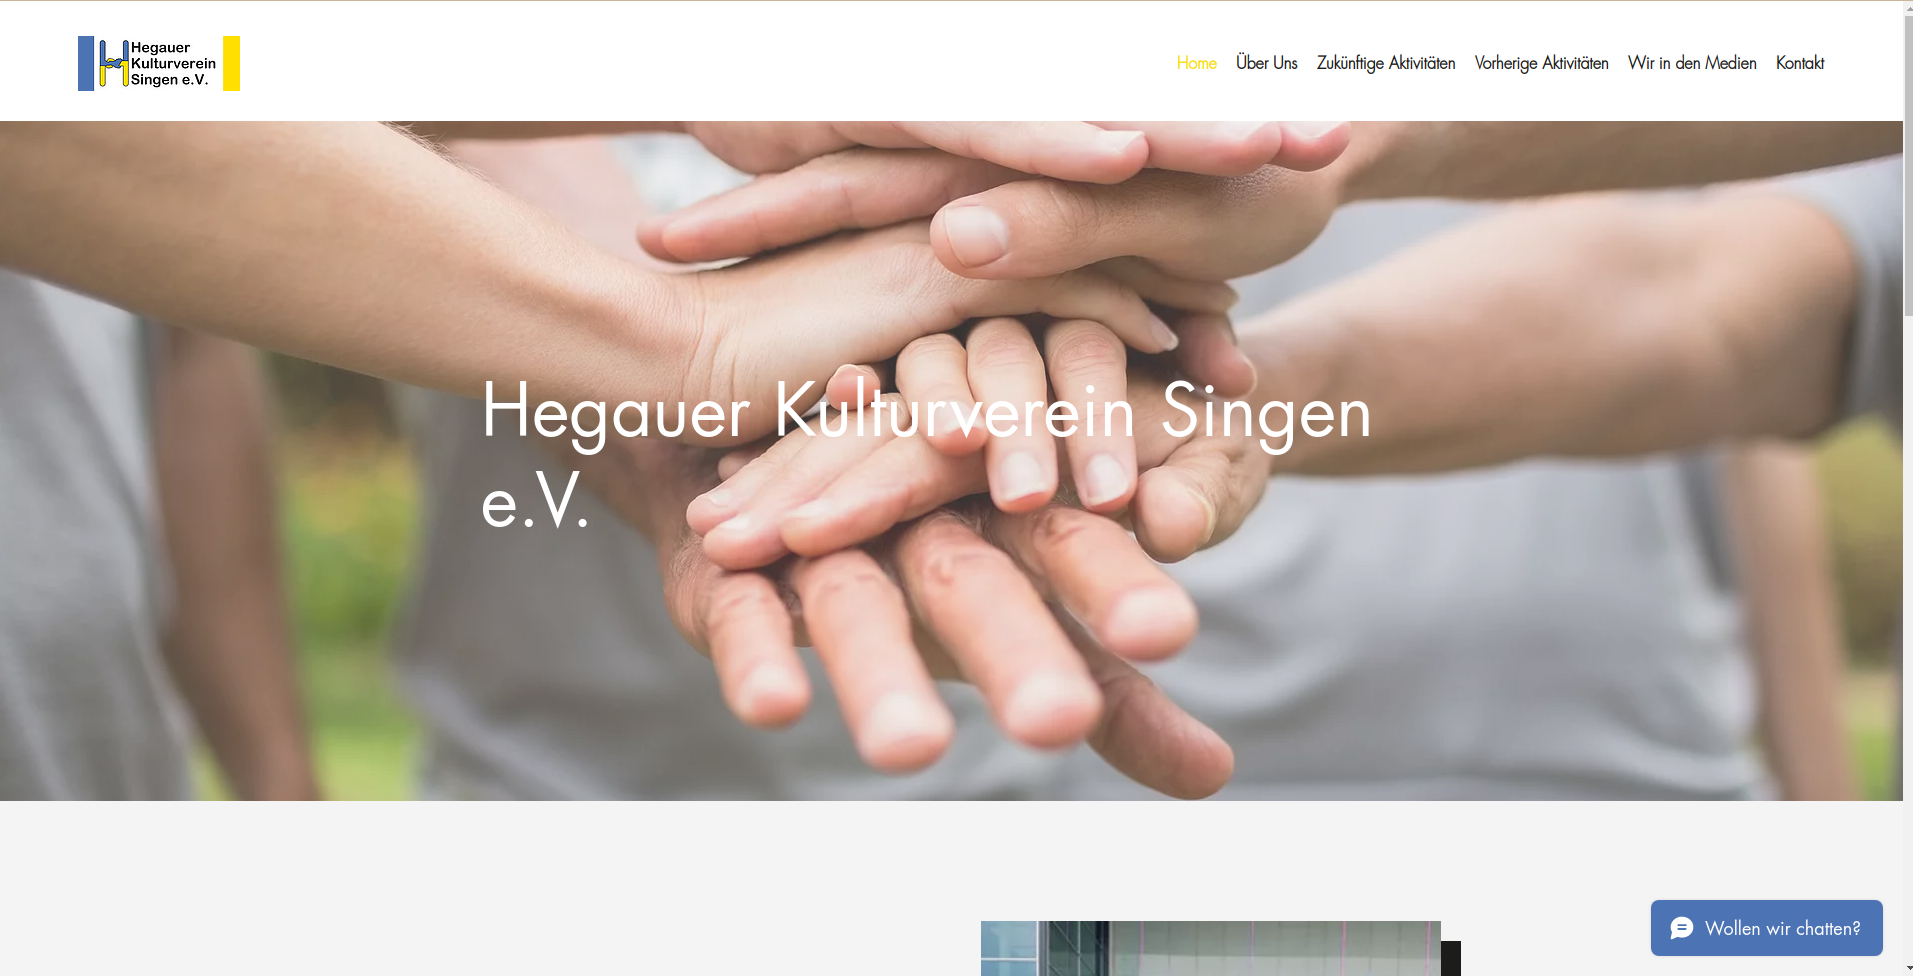 Hegauer
Kulturverein
Singen e.V.
Home Über Uns Zukünftige Aktivitäten Vorherige Aktivitäten Wir in den Medien Kontakt
Hegauer Kulturverein Singen
e.V.
Wollen wir chatten?